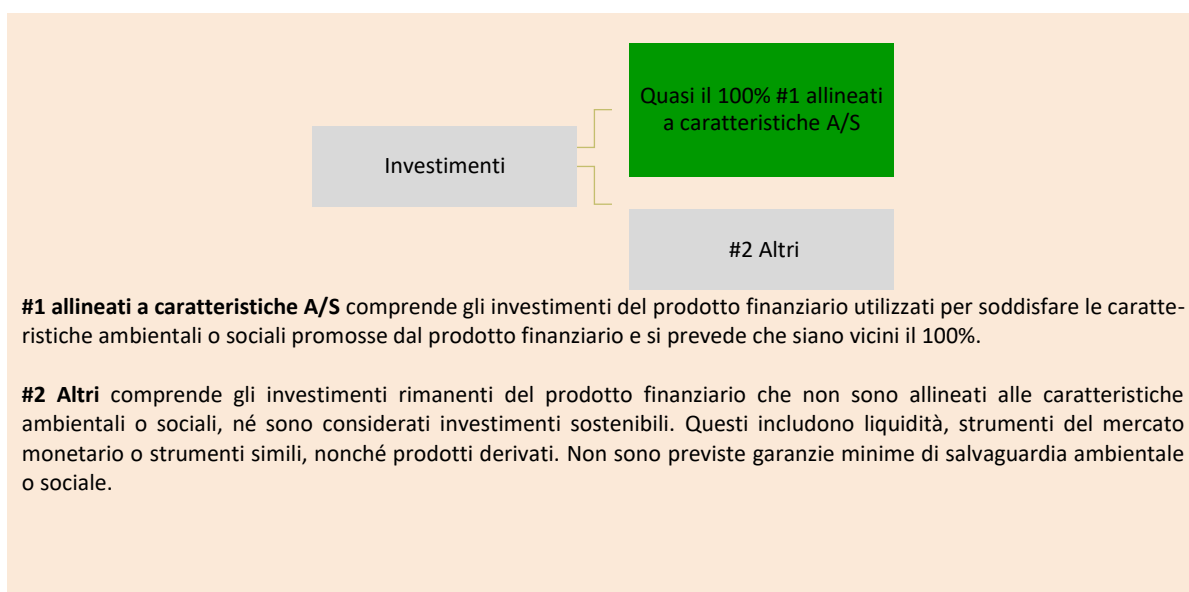 Quasi il 100% #1 allineati
a caratteristiche A/S
Investimenti
#2 Altri
#1 allineati a caratteristiche A/S comprende gli investimenti del prodotto finanziario utilizzati per soddisfare le caratte-
ristiche ambientali o sociali promosse dal prodotto finanziario e si prevede che siano vicini il 100%.
#2 Altri comprende gli investimenti rimanenti del prodotto finanziario che non sono allineati alle caratteristiche
ambientali o sociali, né sono considerati investimenti sostenibili. Questi includono liquidità, strumenti del mercato
monetario o strumenti simili, nonché prodotti derivati. Non sono previste garanzie minime di salvaguardia ambientale
o sociale.